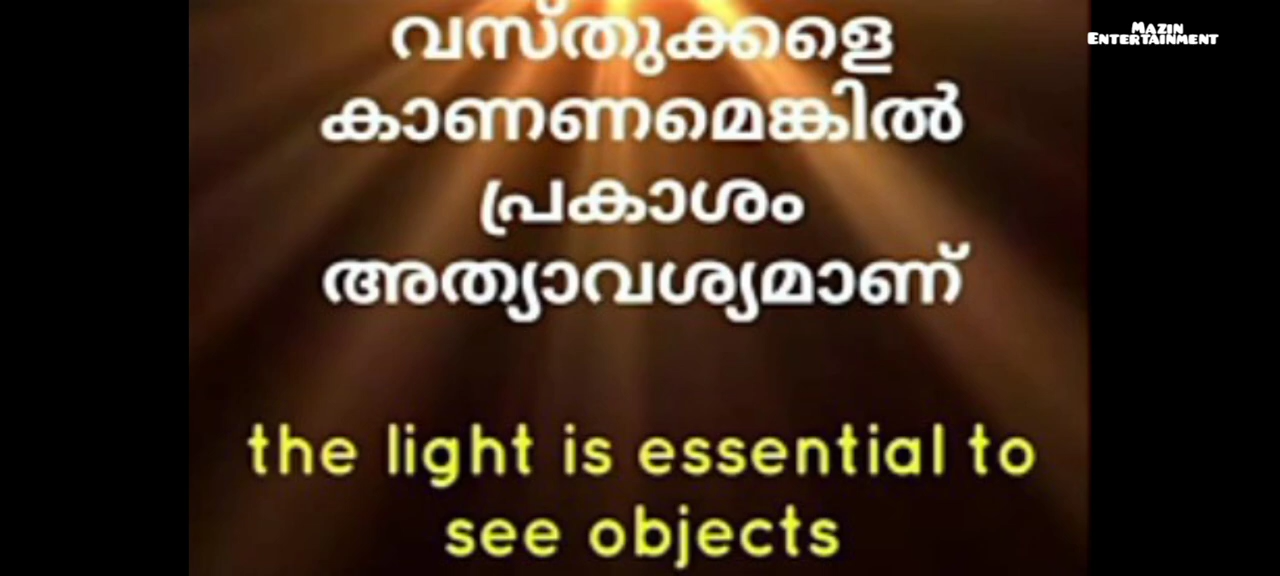 വസ്തുക്കളെ
കാണണമെങ്കിൽ
പ്രകാശം
അത്യാവശ്യമാണ്
the light is essential to
see objects
MAZIN
ENTERTAINMENT